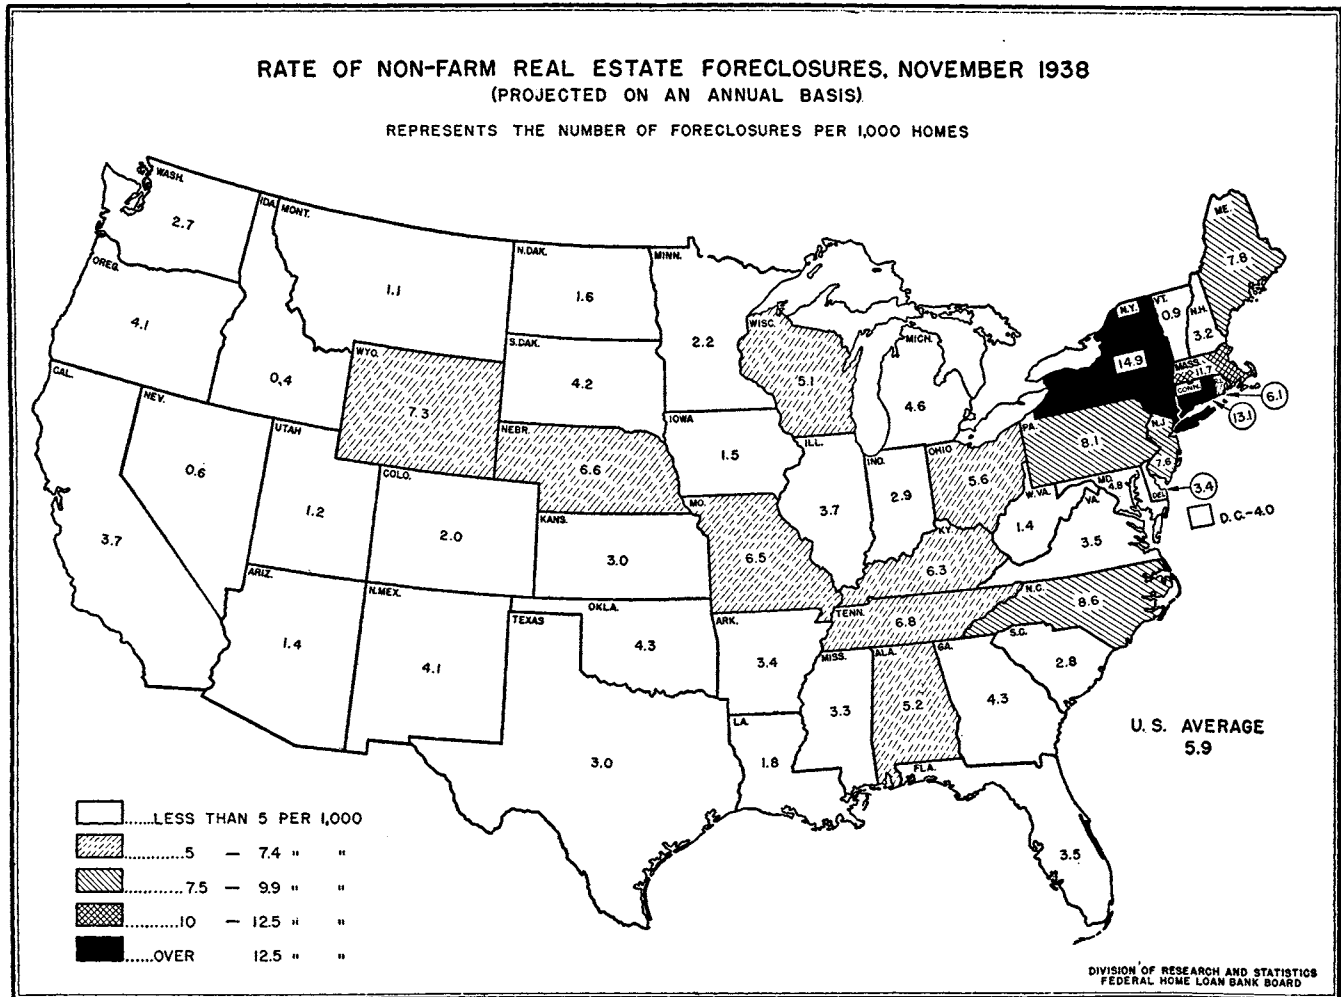 RATE OF NON-FARM REAL ESTATE FORECLOSURES, NOVEMBER 1938
(PROJECTED ON AN ANNUAL BASIS)
REPRESENTS THE NUMBER OF FORECLOSURES PER 1,000 HOMES
WASH.
2.7
OREG.
4.1
CAL.
3.7
NEV.
0.6
IDA.
0.4
MONT.
1.1
WYO.
7.3
UTAH
1.2
COLO.
2.0
ARIZ.
1.4
N.MEX.
4.1
N.DAK.
1.6
S.DAK.
4.2
NEBR.
6.6
KANS.
3.0
OKLA.
4.3
TEXAS
3.0
MINN.
2.2
IOWA
1.5
MO.
6.5
ARK.
3.4
LA.
1.8
WISC.
5.1
ILL.
3.7
MICH.
4.6
IND.
2.9
OHIO
5.6
KY.
6.3
TENN.
6.8
MISS.
3.3
ALA.
5.2
GA.
4.3
FLA.
3.5
S.C.
2.8
N.C.
8.6
VA.
3.5
W.VA.
1.4
MD.
4.8
DEL.
3.4
D.C.-4.0
PA.
8.1
N.J.
7.6
N.Y.
14.9
CONN.
13.1
6.1
MASS.
11.7
VT.
0.9
N.H.
3.2
ME.
7.8
U.S. AVERAGE
5.9
......LESS THAN 5 PER 1,000
...........5 — 7.4 " "
...........7.5 — 9.9 " "
...........10 — 12.5 " "
......OVER 12.5 " "
DIVISION OF RESEARCH AND STATISTICS
FEDERAL HOME LOAN BANK BOARD